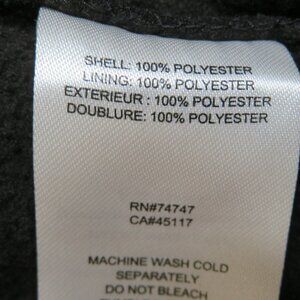 SHELL: 100% POLYESTER
LINING: 100% POLYESTER
EXTERIEUR : 100% POLYESTER
DOUBLURE: 100% POLYESTER
RN#74747
CA#45117
MACHINE WASH COLD
SEPARATELY
DO NOT BLEACH